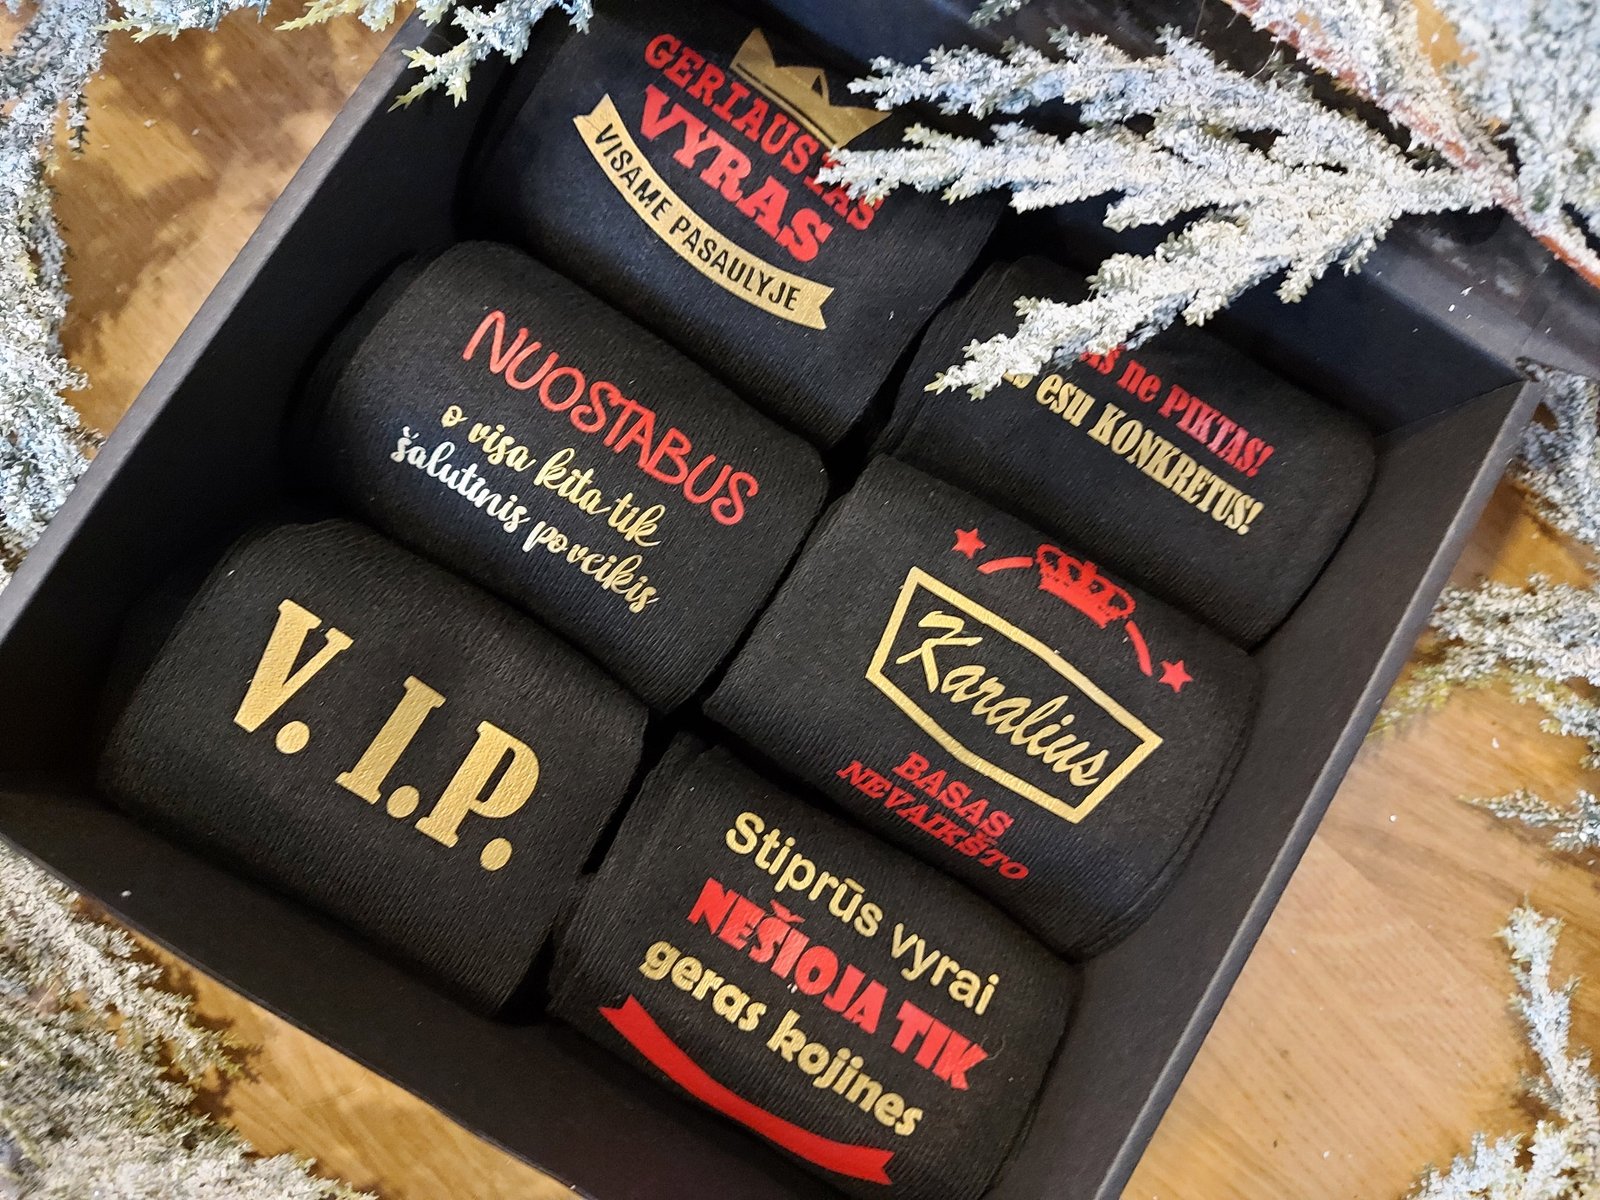 GERIAUSIAS
VYRAS
VISAME PASAULYJE
NUOSTABUS
o visa kita tik
šalutinis poveikis
V.I.P.
ne PIKTAS!
esu KONKRETUS!
Karalius
BASAS
NEVAIKŠTO
Stiprūs vyrai
NEŠIOJA TIK
geras kojines